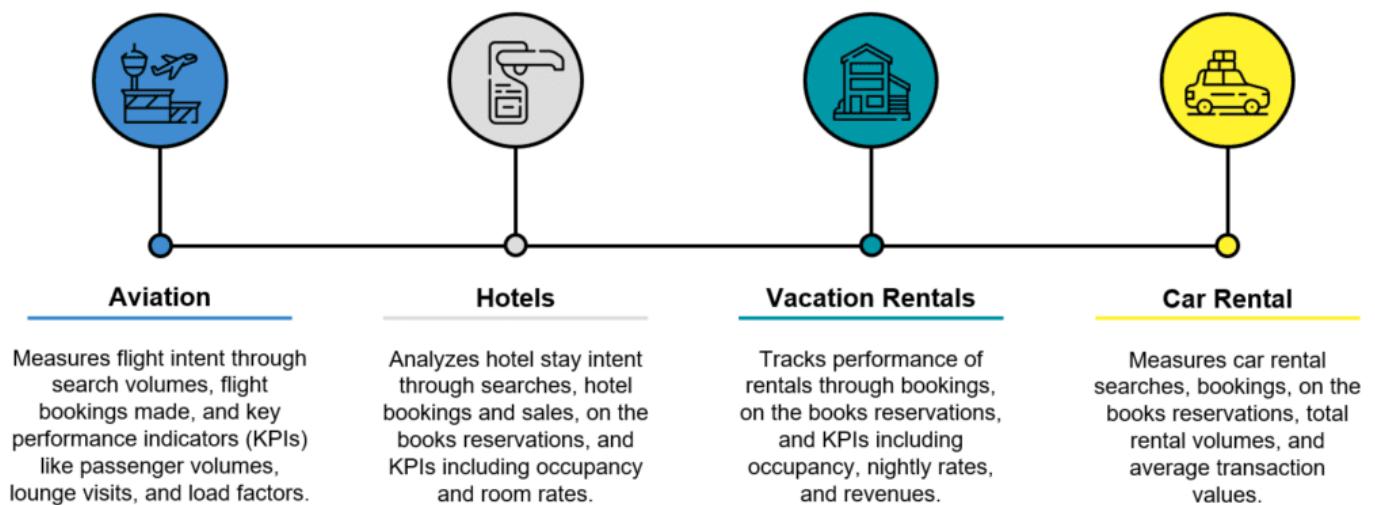 Aviation
Measures flight intent through
search volumes, flight
bookings made, and key
performance indicators (KPIs)
like passenger volumes,
lounge visits, and load factors.
Hotels
Analyzes hotel stay intent
through searches, hotel
bookings and sales, on the
books reservations, and
KPIs including occupancy
and room rates.
Vacation Rentals
Tracks performance of
rentals through bookings,
on the books reservations,
and KPIs including
occupancy, nightly rates,
and revenues.
Car Rental
Measures car rental
searches, bookings, on the
books reservations, total
rental volumes, and
average transaction
values.